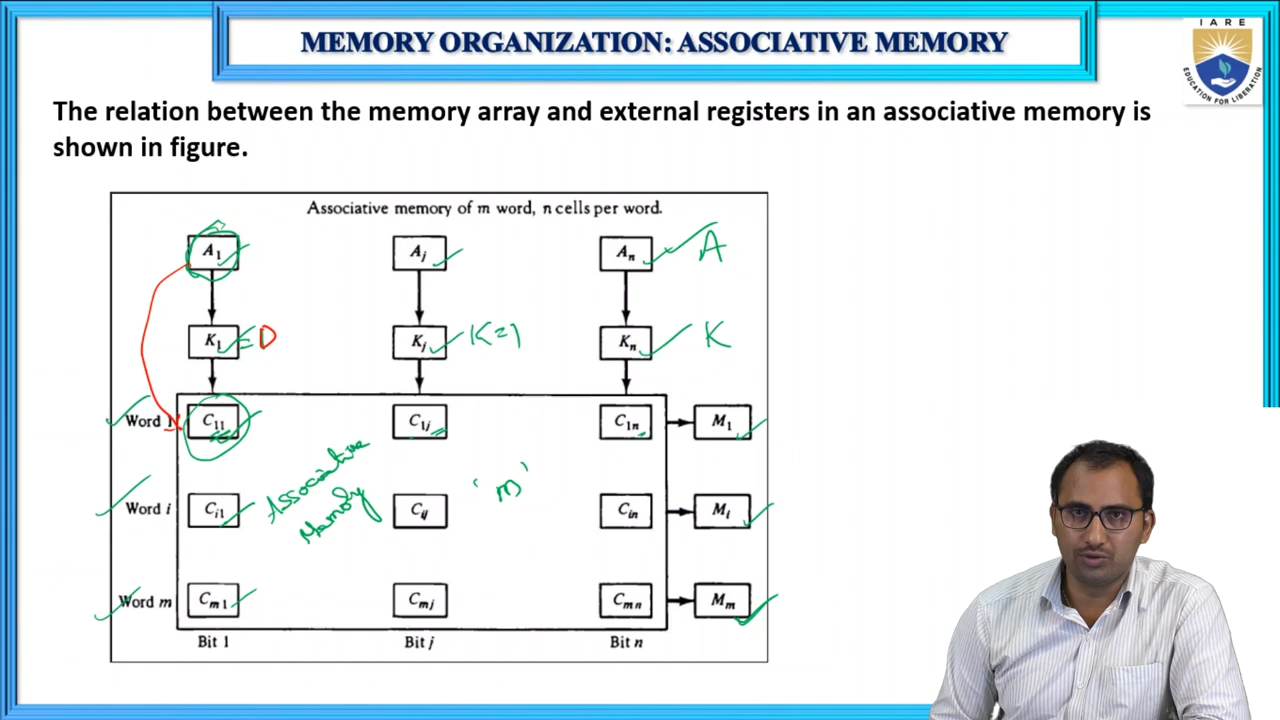 IARE
EDUCATION FOR LIBERATION
MEMORY ORGANIZATION: ASSOCIATIVE MEMORY
The relation between the memory array and external registers in an associative memory is
shown in figure.
Associative memory of m word, n cells per word.
A1 Aj An A
K1 = 0 Kj K=1 Kn K
Word 1 C11 C1j C1n M1
Associative
Memory
'm'
Word i Ci1 Cij Cin Mi
Word m Cm1 Cmj Cmn Mm
Bit 1 Bit j Bit n